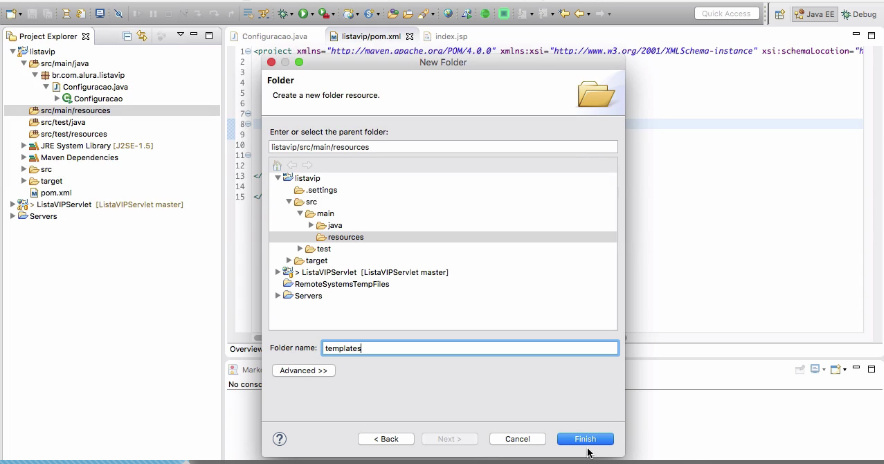 Quick Access
Java EE
Debug
Project Explorer
Configuracao.java
listavip/pom.xml
index.jsp
listavip
src/main/java
br.com.alura.listavip
Configuracao.java
Configuracao
src/main/resources
src/test/java
src/test/resources
JRE System Library [J2SE-1.5]
Maven Dependencies
src
target
pom.xml
> ListaVIPServlet [ListaVIPServlet master]
Servers
1 <project xmlns="http://maven.apache.org/POM/4.0.0" xmlns:xsi="http://www.w3.org/2001/XMLSchema-instance" xsi:schemaLocation="h
2
3
4
5
6
7
8
9
10
11
12
13 </
14
15 </
Overview
Marke
No conso
New Folder
Folder
Create a new folder resource.
Enter or select the parent folder:
listavip/src/main/resources
listavip
.settings
src
main
java
resources
test
target
> ListaVIPServlet [ListaVIPServlet master]
RemoteSystemsTempFiles
Servers
Folder name: templates
Advanced >>
?
< Back
Next >
Cancel
Finish